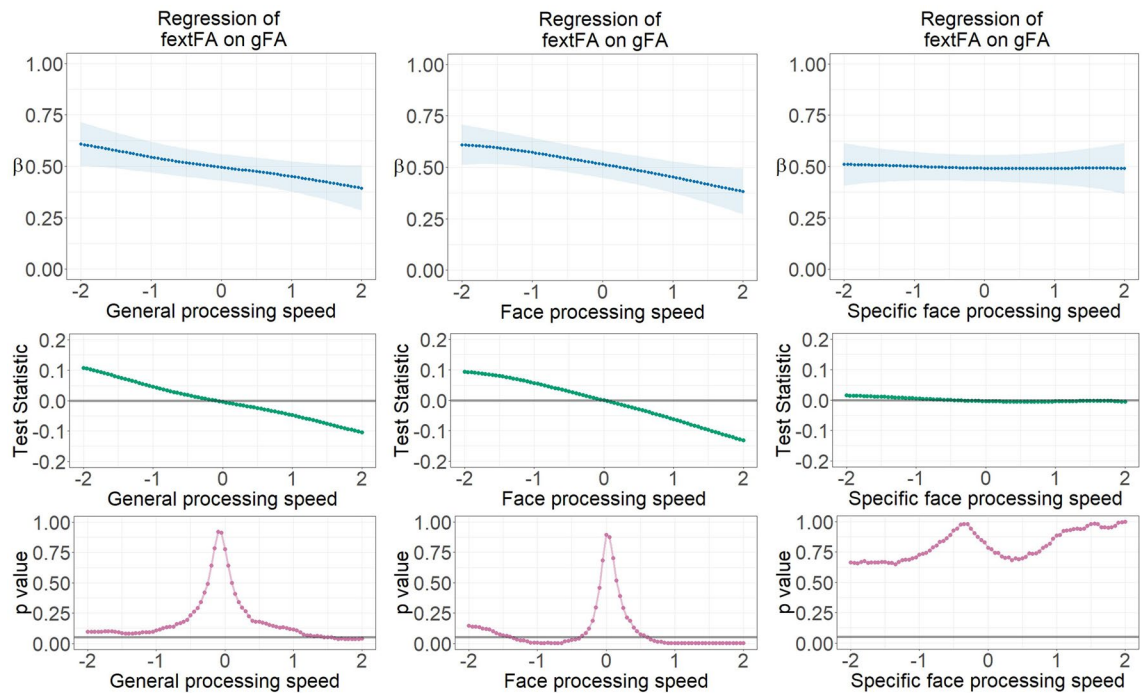 Regression of
fextFA on gFA
1.00
0.75
β 0.50
0.25
0.00
-2 -1 0 1 2
General processing speed
Regression of
fextFA on gFA
1.00
0.75
β 0.50
0.25
0.00
-2 -1 0 1 2
Face processing speed
Regression of
fextFA on gFA
1.00
0.75
β 0.50
0.25
0.00
-2 -1 0 1 2
Specific face processing speed
Test Statistic
0.2
0.1
0.0
-0.1
-0.2
-2 -1 0 1 2
General processing speed
Test Statistic
0.2
0.1
0.0
-0.1
-0.2
-2 -1 0 1 2
Face processing speed
Test Statistic
0.2
0.1
0.0
-0.1
-0.2
-2 -1 0 1 2
Specific face processing speed
p value
1.00
0.75
0.50
0.25
0.00
-2 -1 0 1 2
General processing speed
p value
1.00
0.75
0.50
0.25
0.00
-2 -1 0 1 2
Face processing speed
p value
1.00
0.75
0.50
0.25
0.00
-2 -1 0 1 2
Specific face processing speed